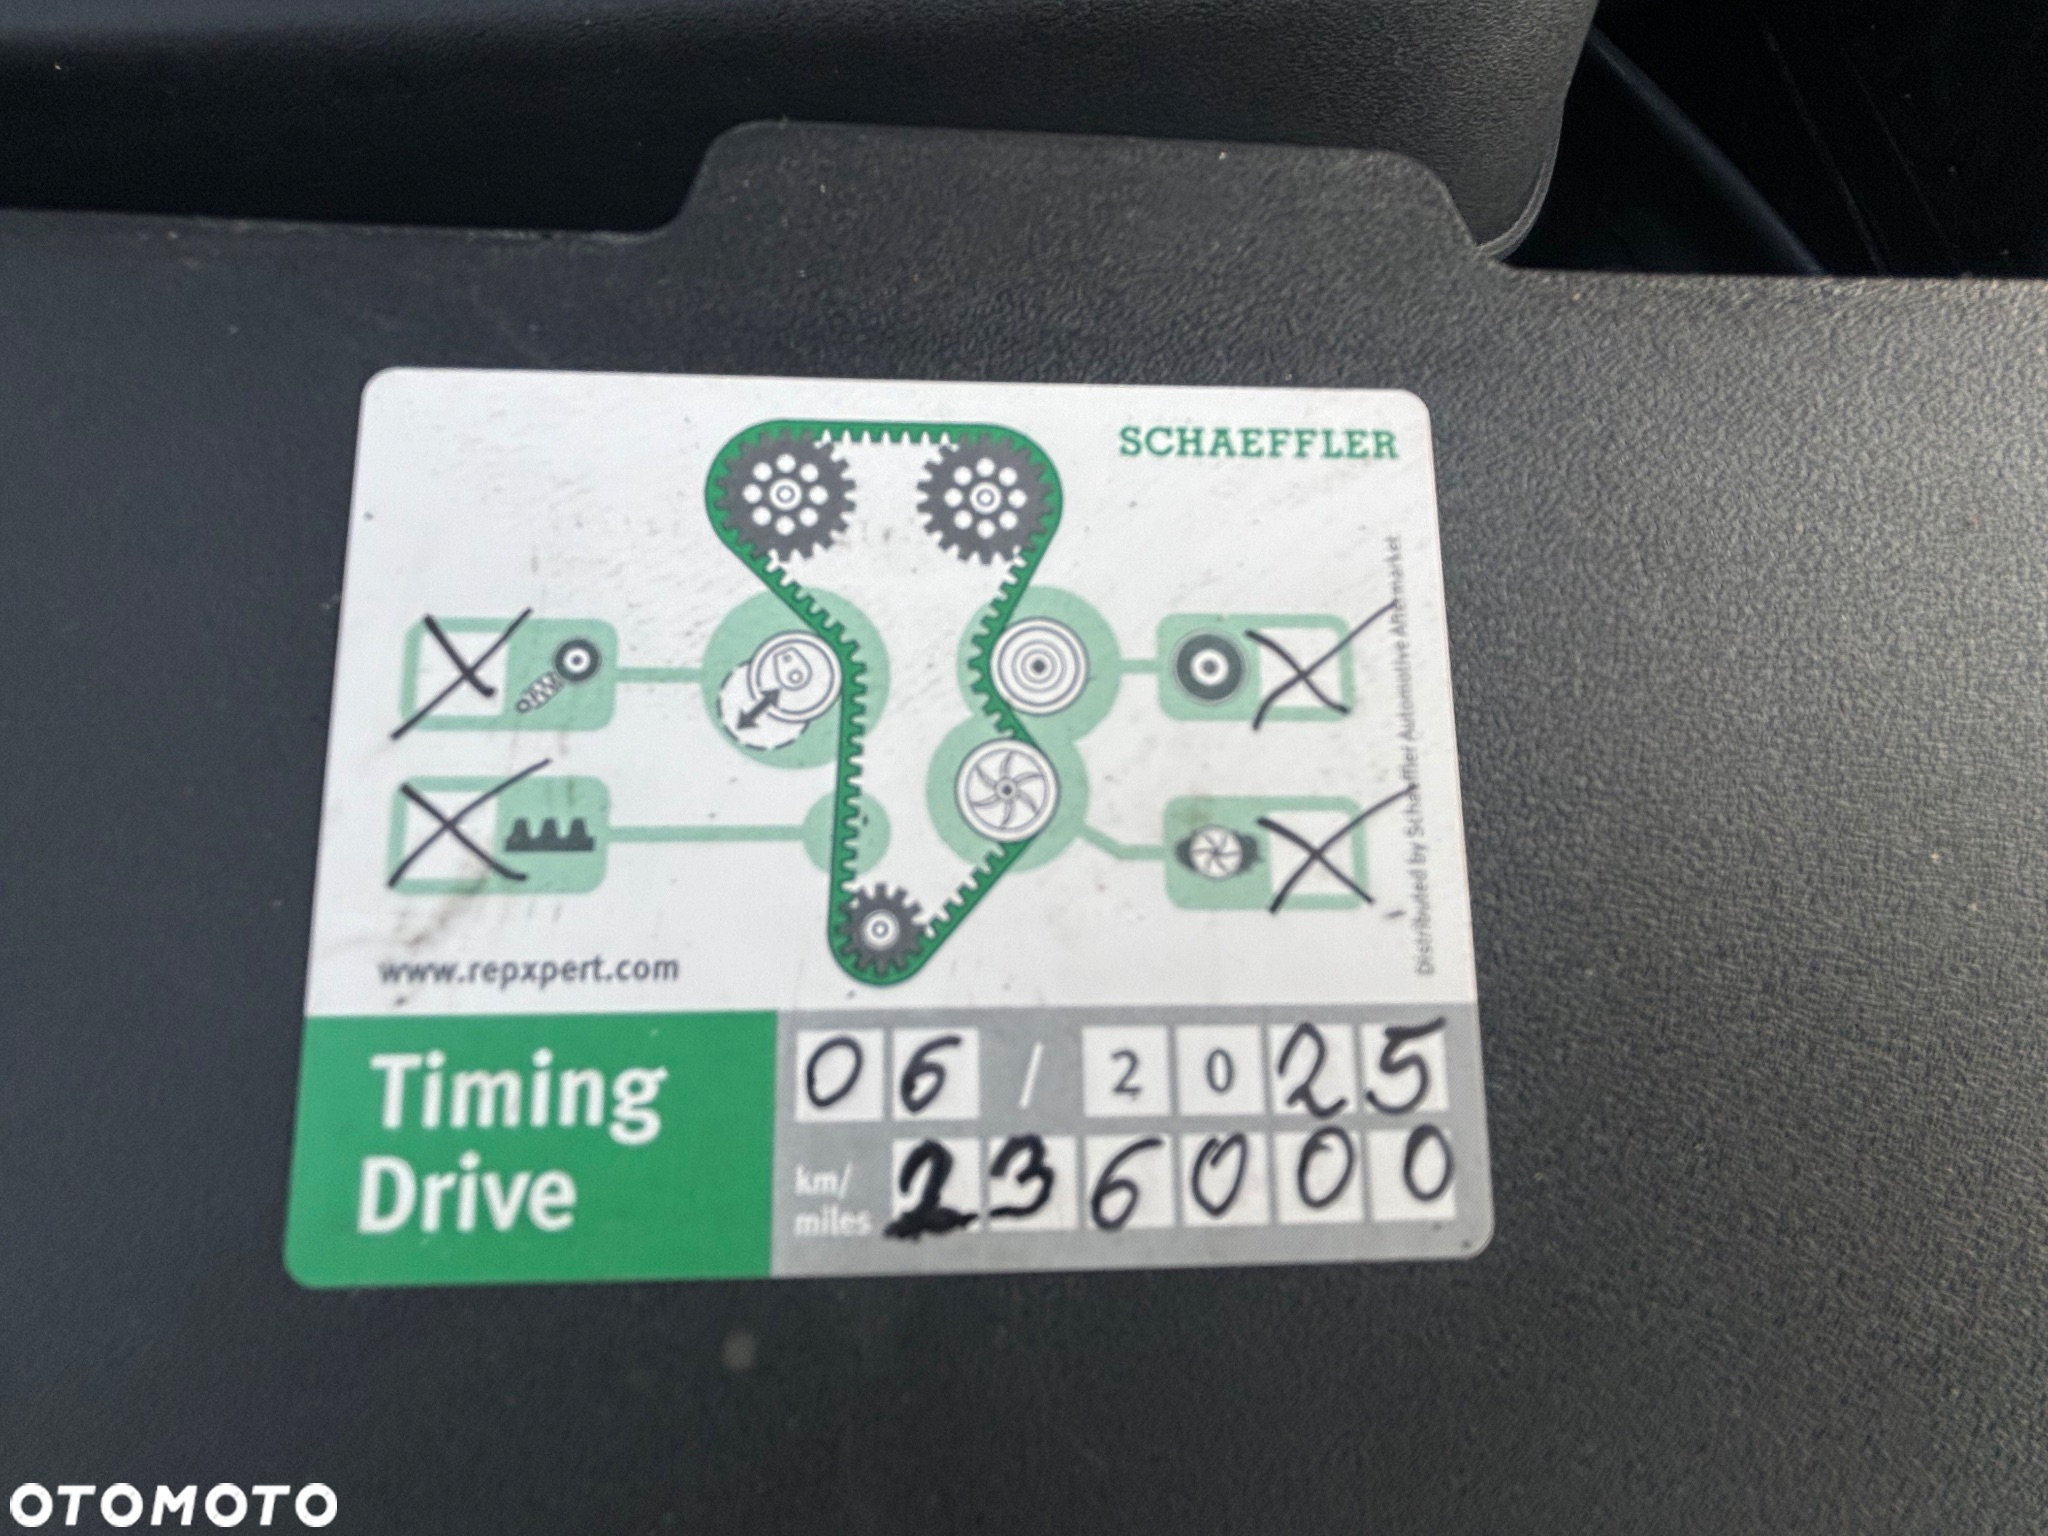 SCHAEFFLER
Distributed by Schaeffler Automotive Aftermarket
www.repxpert.com
Timing
Drive
06 / 2025
km/
miles
236000
OTOMOTO